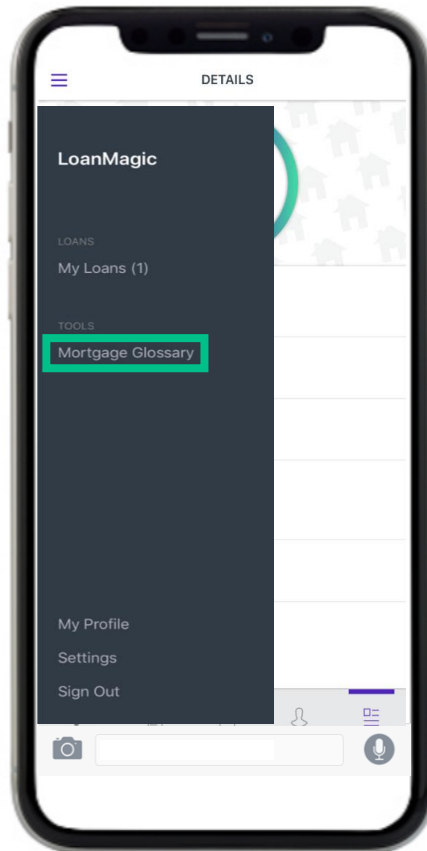 DETAILS
LoanMagic
LOANS
My Loans (1)
TOOLS
Mortgage Glossary
My Profile
Settings
Sign Out